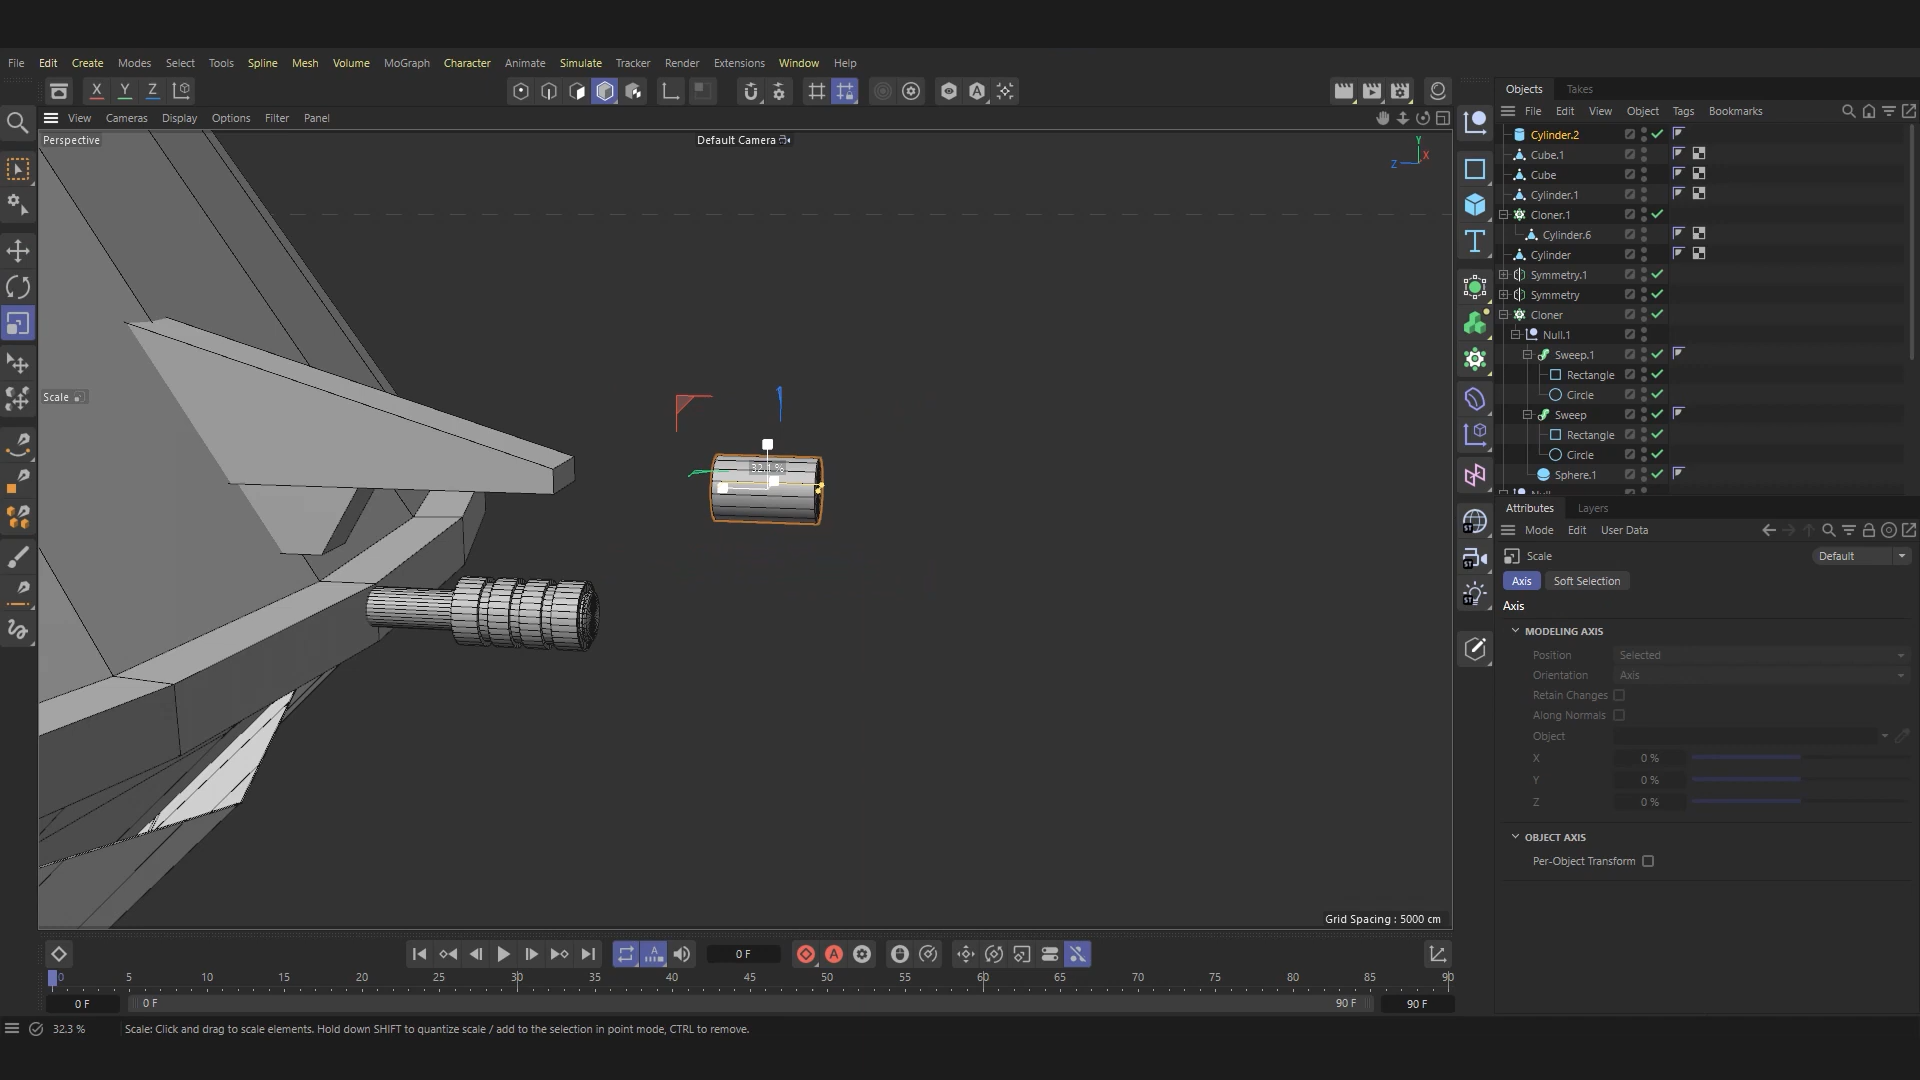 File Edit Create Modes Select Tools Spline Mesh Volume MoGraph Character Animate Simulate Tracker Render Extensions Window Help
X Y Z
View Cameras Display Options Filter Panel
Perspective
Default Camera
Y
X
Z
Scale
32.1 %
Grid Spacing : 5000 cm
Objects Takes
File Edit View Object Tags Bookmarks
Cylinder.2
Cube.1
Cube
Cylinder.1
Cloner.1
Cylinder.6
Cylinder
Symmetry.1
Symmetry
Cloner
Null.1
Sweep.1
Rectangle
Circle
Sweep
Rectangle
Circle
Sphere.1
Attributes Layers
Mode Edit User Data
Scale Default
Axis Soft Selection
Axis
MODELING AXIS
Position Selected
Orientation Axis
Retain Changes
Along Normals
Object
X 0 %
Y 0 %
Z 0 %
OBJECT AXIS
Per-Object Transform
0 F
0 5 10 15 20 25 30 35 40 45 50 55 60 65 70 75 80 85 90
0 F 0 F 90 F 90 F
32.3 % Scale: Click and drag to scale elements. Hold down SHIFT to quantize scale / add to the selection in point mode, CTRL to remove.